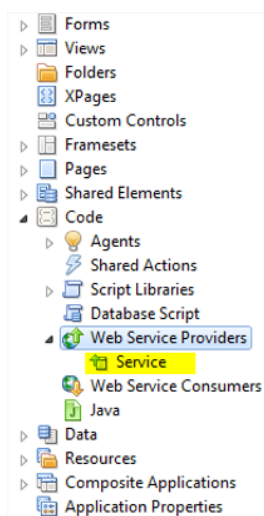 Forms
Views
Folders
XPages
Custom Controls
Framesets
Pages
Shared Elements
Code
Agents
Shared Actions
Script Libraries
Database Script
Web Service Providers
Service
Web Service Consumers
Java
Data
Resources
Composite Applications
Application Properties